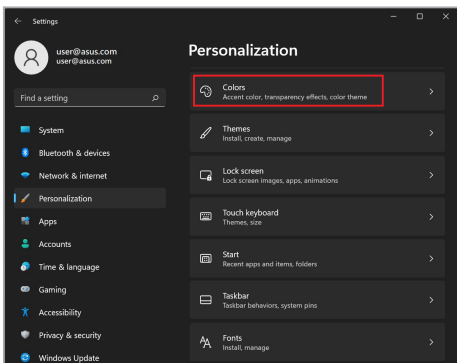 Settings
user@asus.com
user@asus.com
Find a setting
System
Bluetooth & devices
Network & internet
Personalization
Apps
Accounts
Time & language
Gaming
Accessibility
Privacy & security
Windows Update
Personalization
Colors
Accent color, transparency effects, color theme
Themes
Install, create, manage
Lock screen
Lock screen images, apps, animations
Touch keyboard
Themes, size
Start
Recent apps and items, folders
Taskbar
Taskbar behaviors, system pins
Fonts
Install, manage